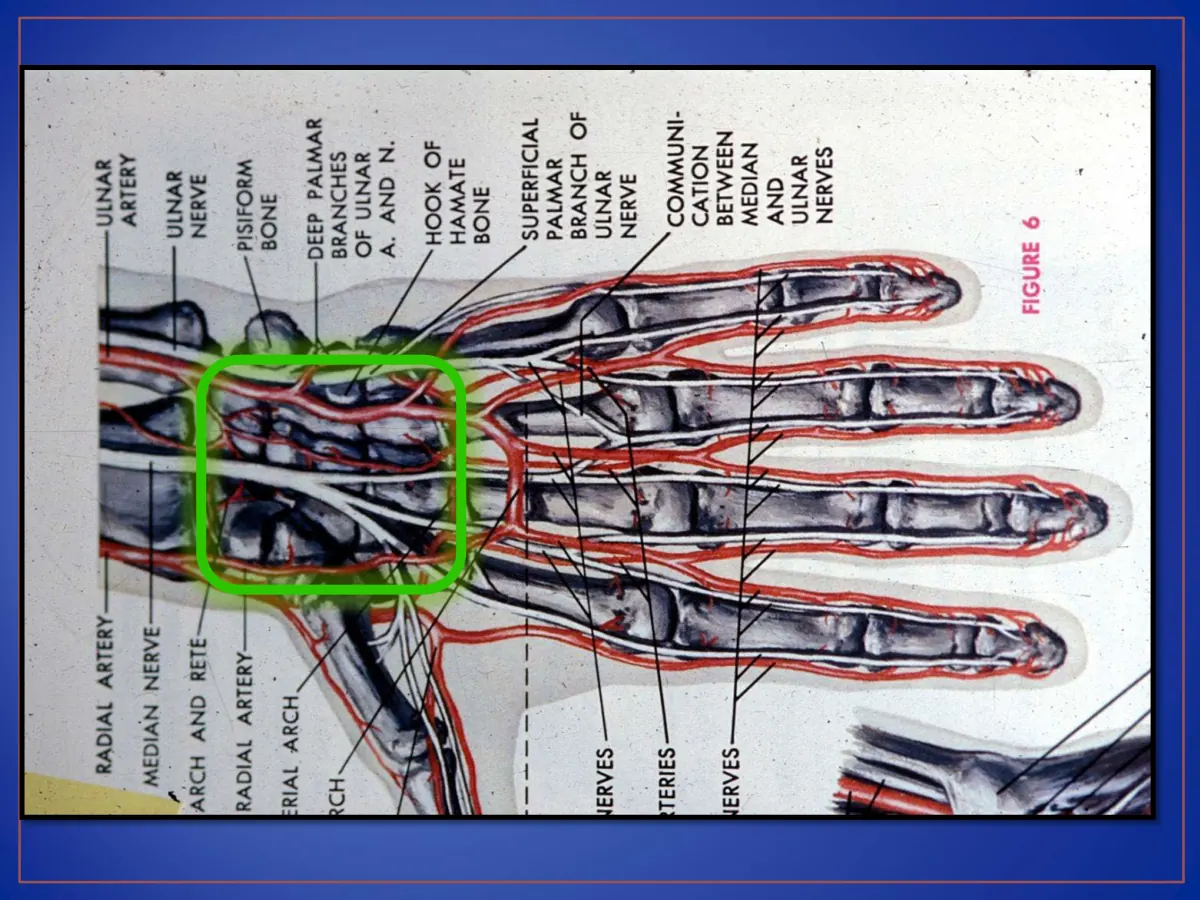 ULNAR
ARTERY
ULNAR
NERVE
PISIFORM
BONE
DEEP PALMAR
BRANCHES
OF ULNAR
A. AND N.
HOOK OF
HAMATE
BONE
SUPERFICIAL
PALMAR
BRANCH OF
ULNAR
NERVE
COMMUNI-
CATION
BETWEEN
MEDIAN
AND
ULNAR
NERVES
FIGURE 6
RADIAL ARTERY
MEDIAN NERVE
ARCH AND RETE
RADIAL ARTERY
ERIAL ARCH
RCH
NERVES
RTERIES
NERVES